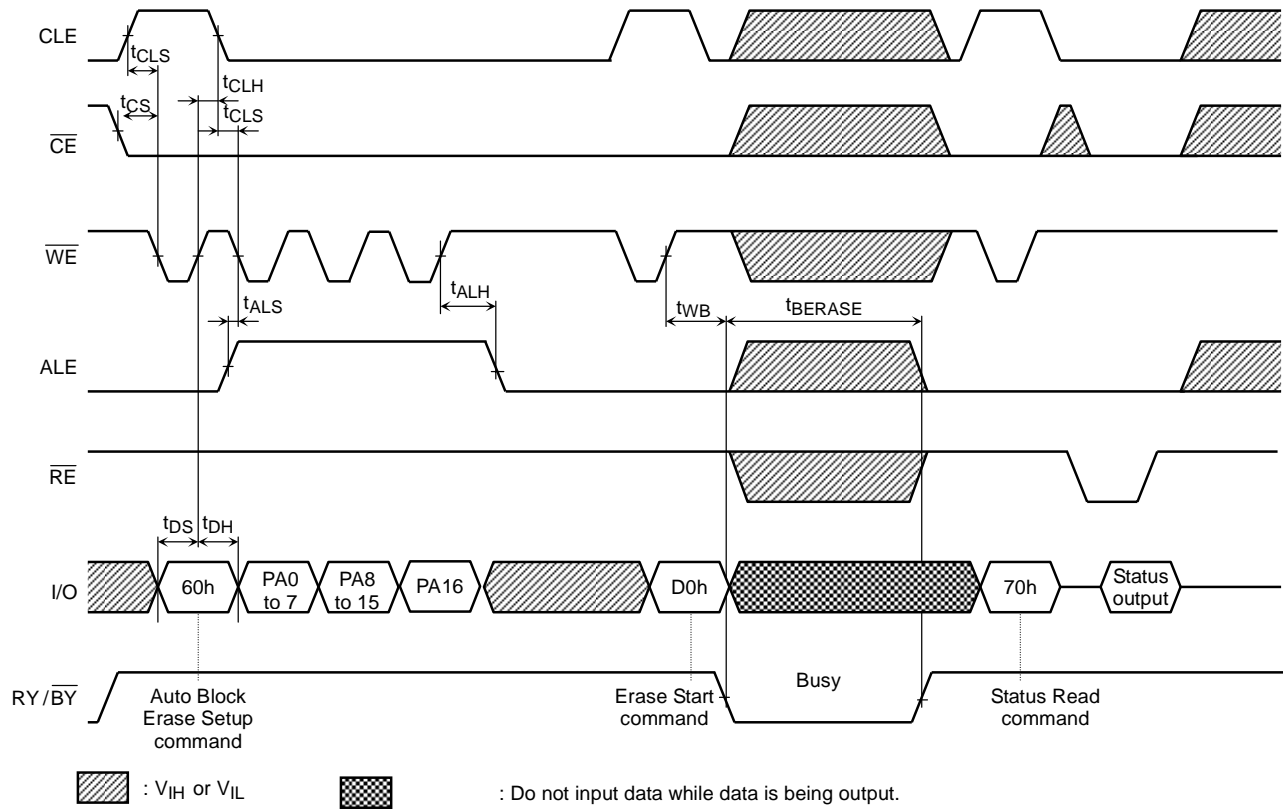 CLE
tCLS
tCLH
tCS
tCLS
CE
WE
tALS
tALH
tWB
tBERASE
ALE
RE
tDS
tDH
I/O
60h
PA0
to 7
PA8
to 15
PA16
D0h
70h
Status
output
RY / BY
Busy
Auto Block
Erase Setup
command
Erase Start
command
Status Read
command
: VIH or VIL
: Do not input data while data is being output.